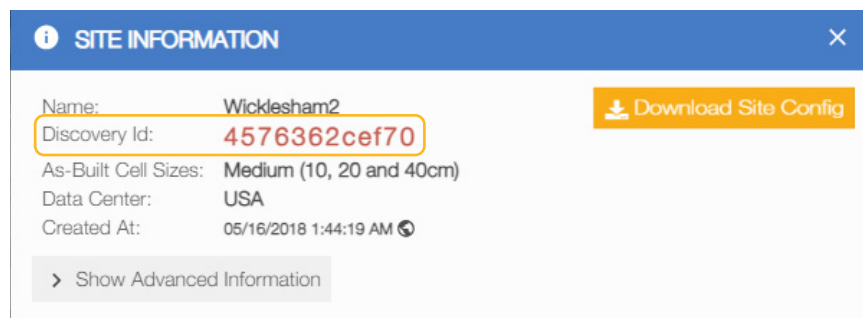 SITE INFORMATION
Name: Wicklesham2
Download Site Config
Discovery Id: 4576362cef70
As-Built Cell Sizes: Medium (10, 20 and 40cm)
Data Center: USA
Created At: 05/16/2018 1:44:19 AM
Show Advanced Information